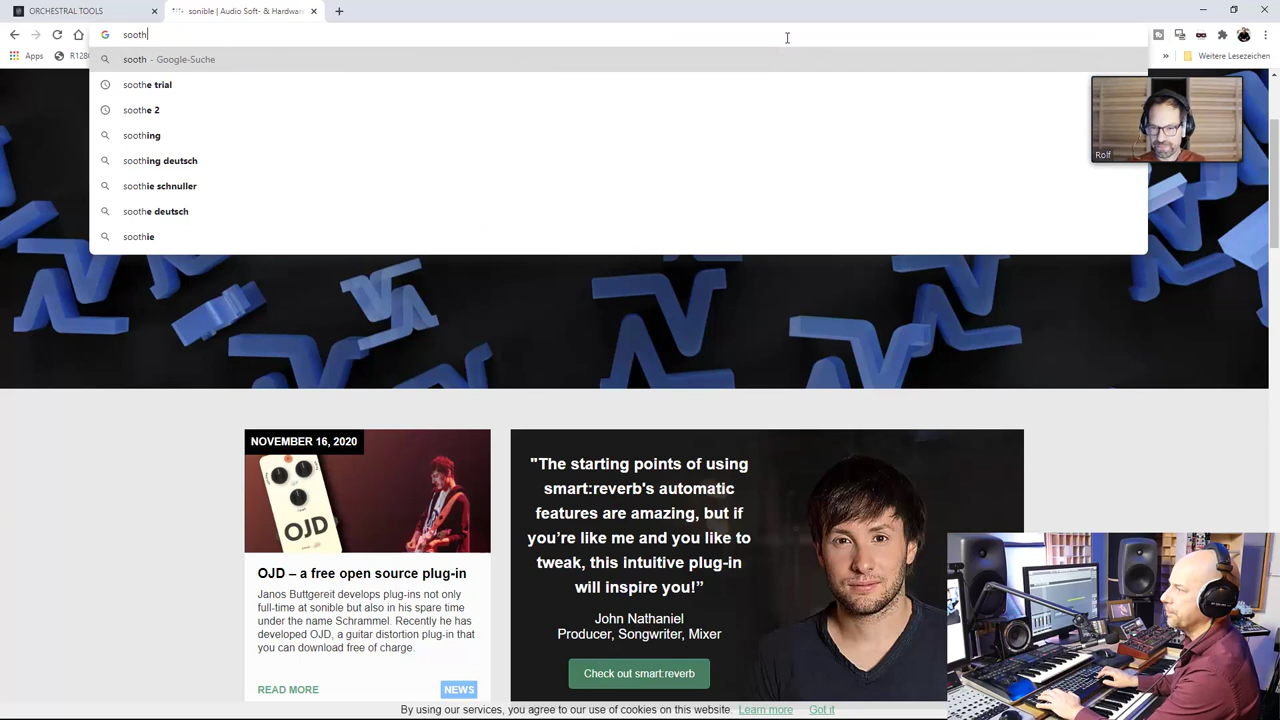 ORCHESTRAL TOOLS
sonible | Audio Soft- & Hardwar
sooth
Apps
R128
Weitere Lesezeichen
sooth - Google-Suche
soothe trial
soothe 2
soothing
soothing deutsch
soothie schnuller
soothe deutsch
soothie
Rolf
NOVEMBER 16, 2020
OJD
OJD – a free open source plug-in
Janos Buttgereit develops plug-ins not only
full-time at sonible but also in his spare time
under the name Schrammel. Recently he has
developed OJD, a guitar distortion plug-in that
you can download free of charge.
READ MORE
NEWS
"The starting points of using
smart:reverb's automatic
features are amazing, but if
you’re like me and you like to
tweak, this intuitive plug-in
will inspire you!”
John Nathaniel
Producer, Songwriter, Mixer
Check out smart:reverb
By using our services, you agree to our use of cookies on this website. Learn more Got it